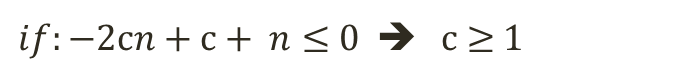 if: −2cn + c + n ≤ 0 ➔ c ≥ 1